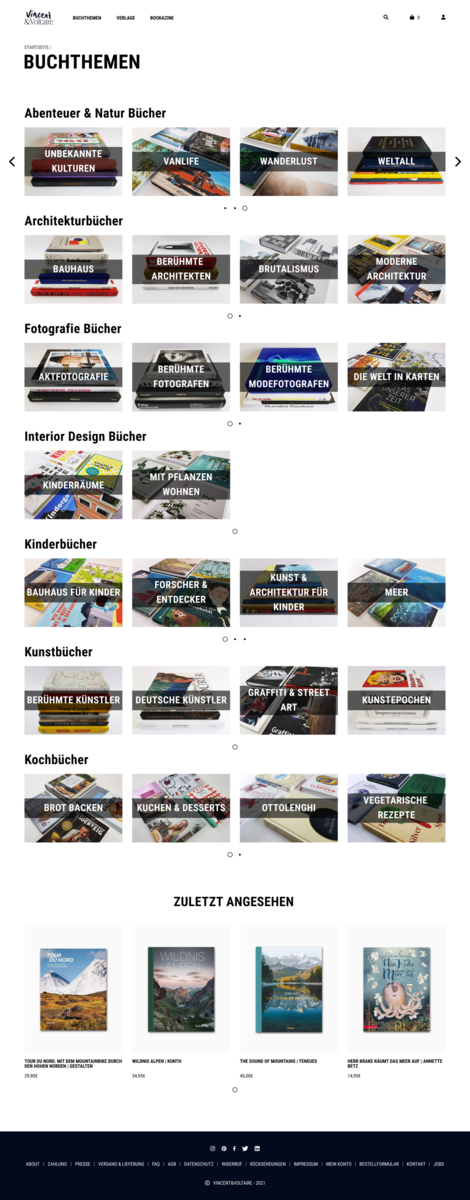 Vincent
&Voltaire
BUCHTHEMEN
VERLAGE
BOOKAZINE
0
STARTSEITE |
BUCHTHEMEN
Abenteuer & Natur Bücher
UNBEKANNTE
KULTUREN
VANLIFE
WANDERLUST
WELTALL
Architekturbücher
BAUHAUS
BERÜHMTE
ARCHITEKTEN
BRUTALISMUS
MODERNE
ARCHITEKTUR
Fotografie Bücher
AKTFOTOGRAFIE
BERÜHMTE
FOTOGRAFEN
BERÜHMTE
MODEFOTOGRAFEN
DIE WELT IN KARTEN
Interior Design Bücher
KINDERRÄUME
MIT PFLANZEN
WOHNEN
Kinderbücher
BAUHAUS FÜR KINDER
FORSCHER &
ENTDECKER
KUNST &
ARCHITEKTUR FÜR
KINDER
MEER
Kunstbücher
BERÜHMTE KÜNSTLER
DEUTSCHE KÜNSTLER
GRAFFITI & STREET
ART
KUNSTEPOCHEN
Kochbücher
BROT BACKEN
KUCHEN & DESSERTS
OTTOLENGHI
VEGETARISCHE
REZEPTE
ZULETZT ANGESEHEN
TOUR
DU NORD
WILDNIS
TOUR DU NORD. MIT DEM MOUNTAINBIKE DURCH
DEN HOHEN NORDEN | GESTALTEN
29,90€
WILDNIS ALPEN | KUNTH
34,95€
THE SOUND OF MOUNTAINS | TENEUES
40,00€
HERR KRAKE RÄUMT DAS MEER AUF | ANNETTE
BETZ
14,95€
ABOUT | ZAHLUNG | PRESSE | VERSAND & LIEFERUNG | FAQ | AGB | DATENSCHUTZ | WIDERRUF | RÜCKSENDUNGEN | IMPRESSUM | MEIN KONTO | BESTELLFORMULAR | KONTAKT | JOBS
© VINCENT&VOLTAIRE - 2021